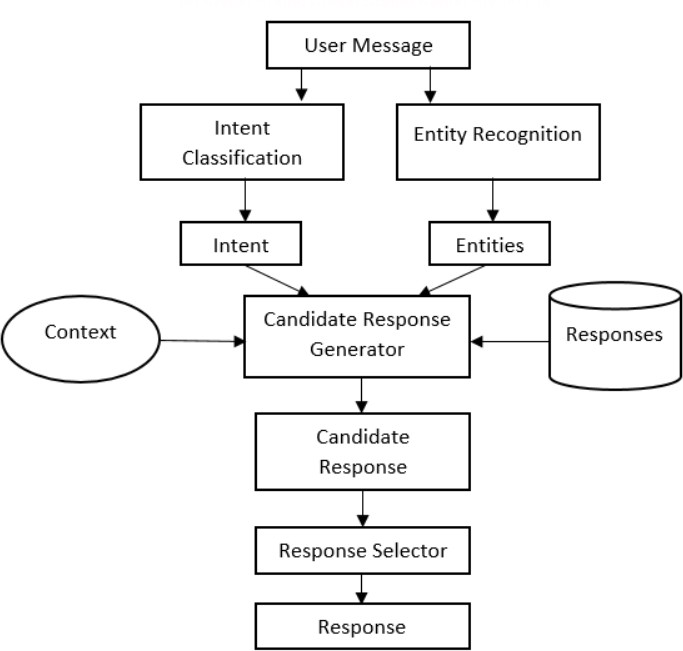 User Message
Intent
Classification
Entity Recognition
Intent
Entities
Context
Candidate Response
Generator
Responses
Candidate
Response
Response Selector
Response